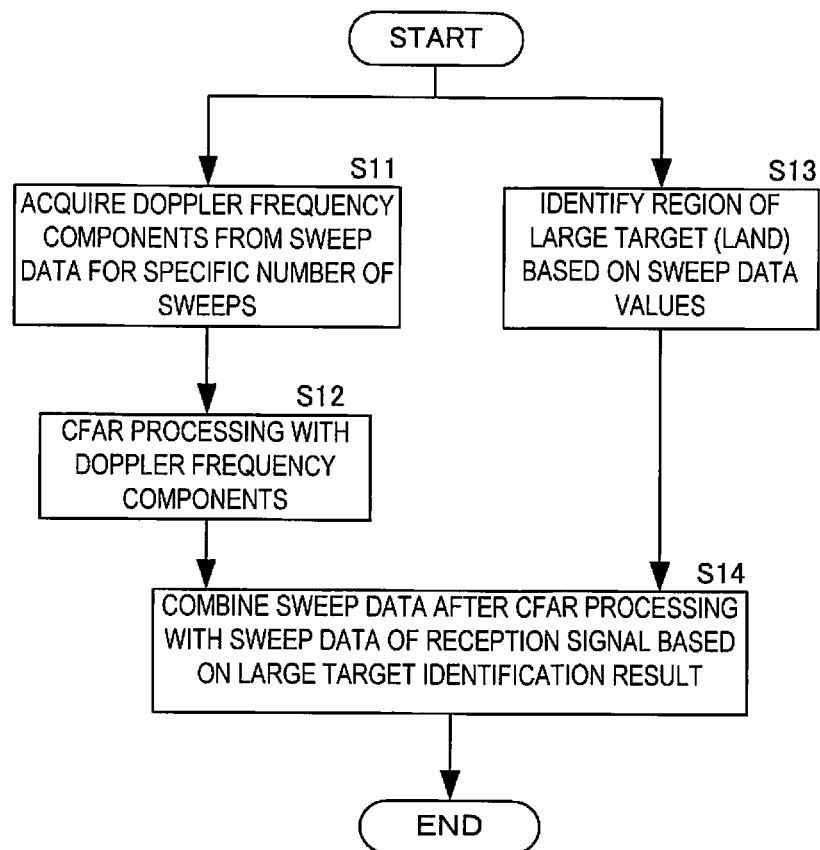 START
S11
ACQUIRE DOPPLER FREQUENCY
COMPONENTS FROM SWEEP
DATA FOR SPECIFIC NUMBER OF
SWEEPS
S13
IDENTIFY REGION OF
LARGE TARGET (LAND)
BASED ON SWEEP DATA
VALUES
S12
CFAR PROCESSING WITH
DOPPLER FREQUENCY
COMPONENTS
S14
COMBINE SWEEP DATA AFTER CFAR PROCESSING
WITH SWEEP DATA OF RECEPTION SIGNAL BASED
ON LARGE TARGET IDENTIFICATION RESULT
END